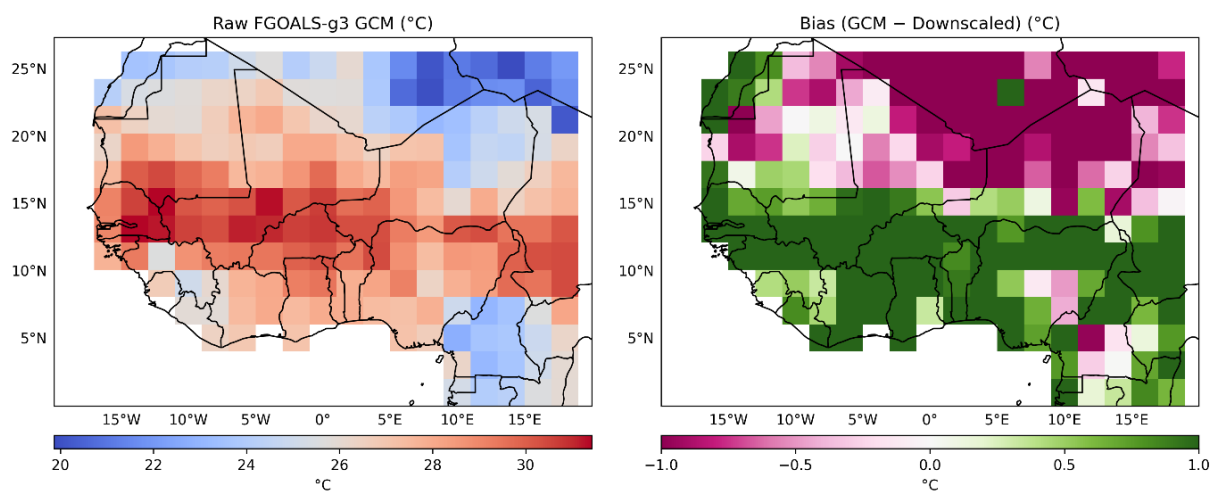 Raw FGOALS-g3 GCM (°C)
Bias (GCM − Downscaled) (°C)
25°N
20°N
15°N
10°N
5°N
25°N
20°N
15°N
10°N
5°N
15°W 10°W 5°W 0° 5°E 10°E 15°E
15°W 10°W 5°W 0° 5°E 10°E 15°E
20 22 24 26 28 30
−1.0 −0.5 0.0 0.5 1.0
°C
°C